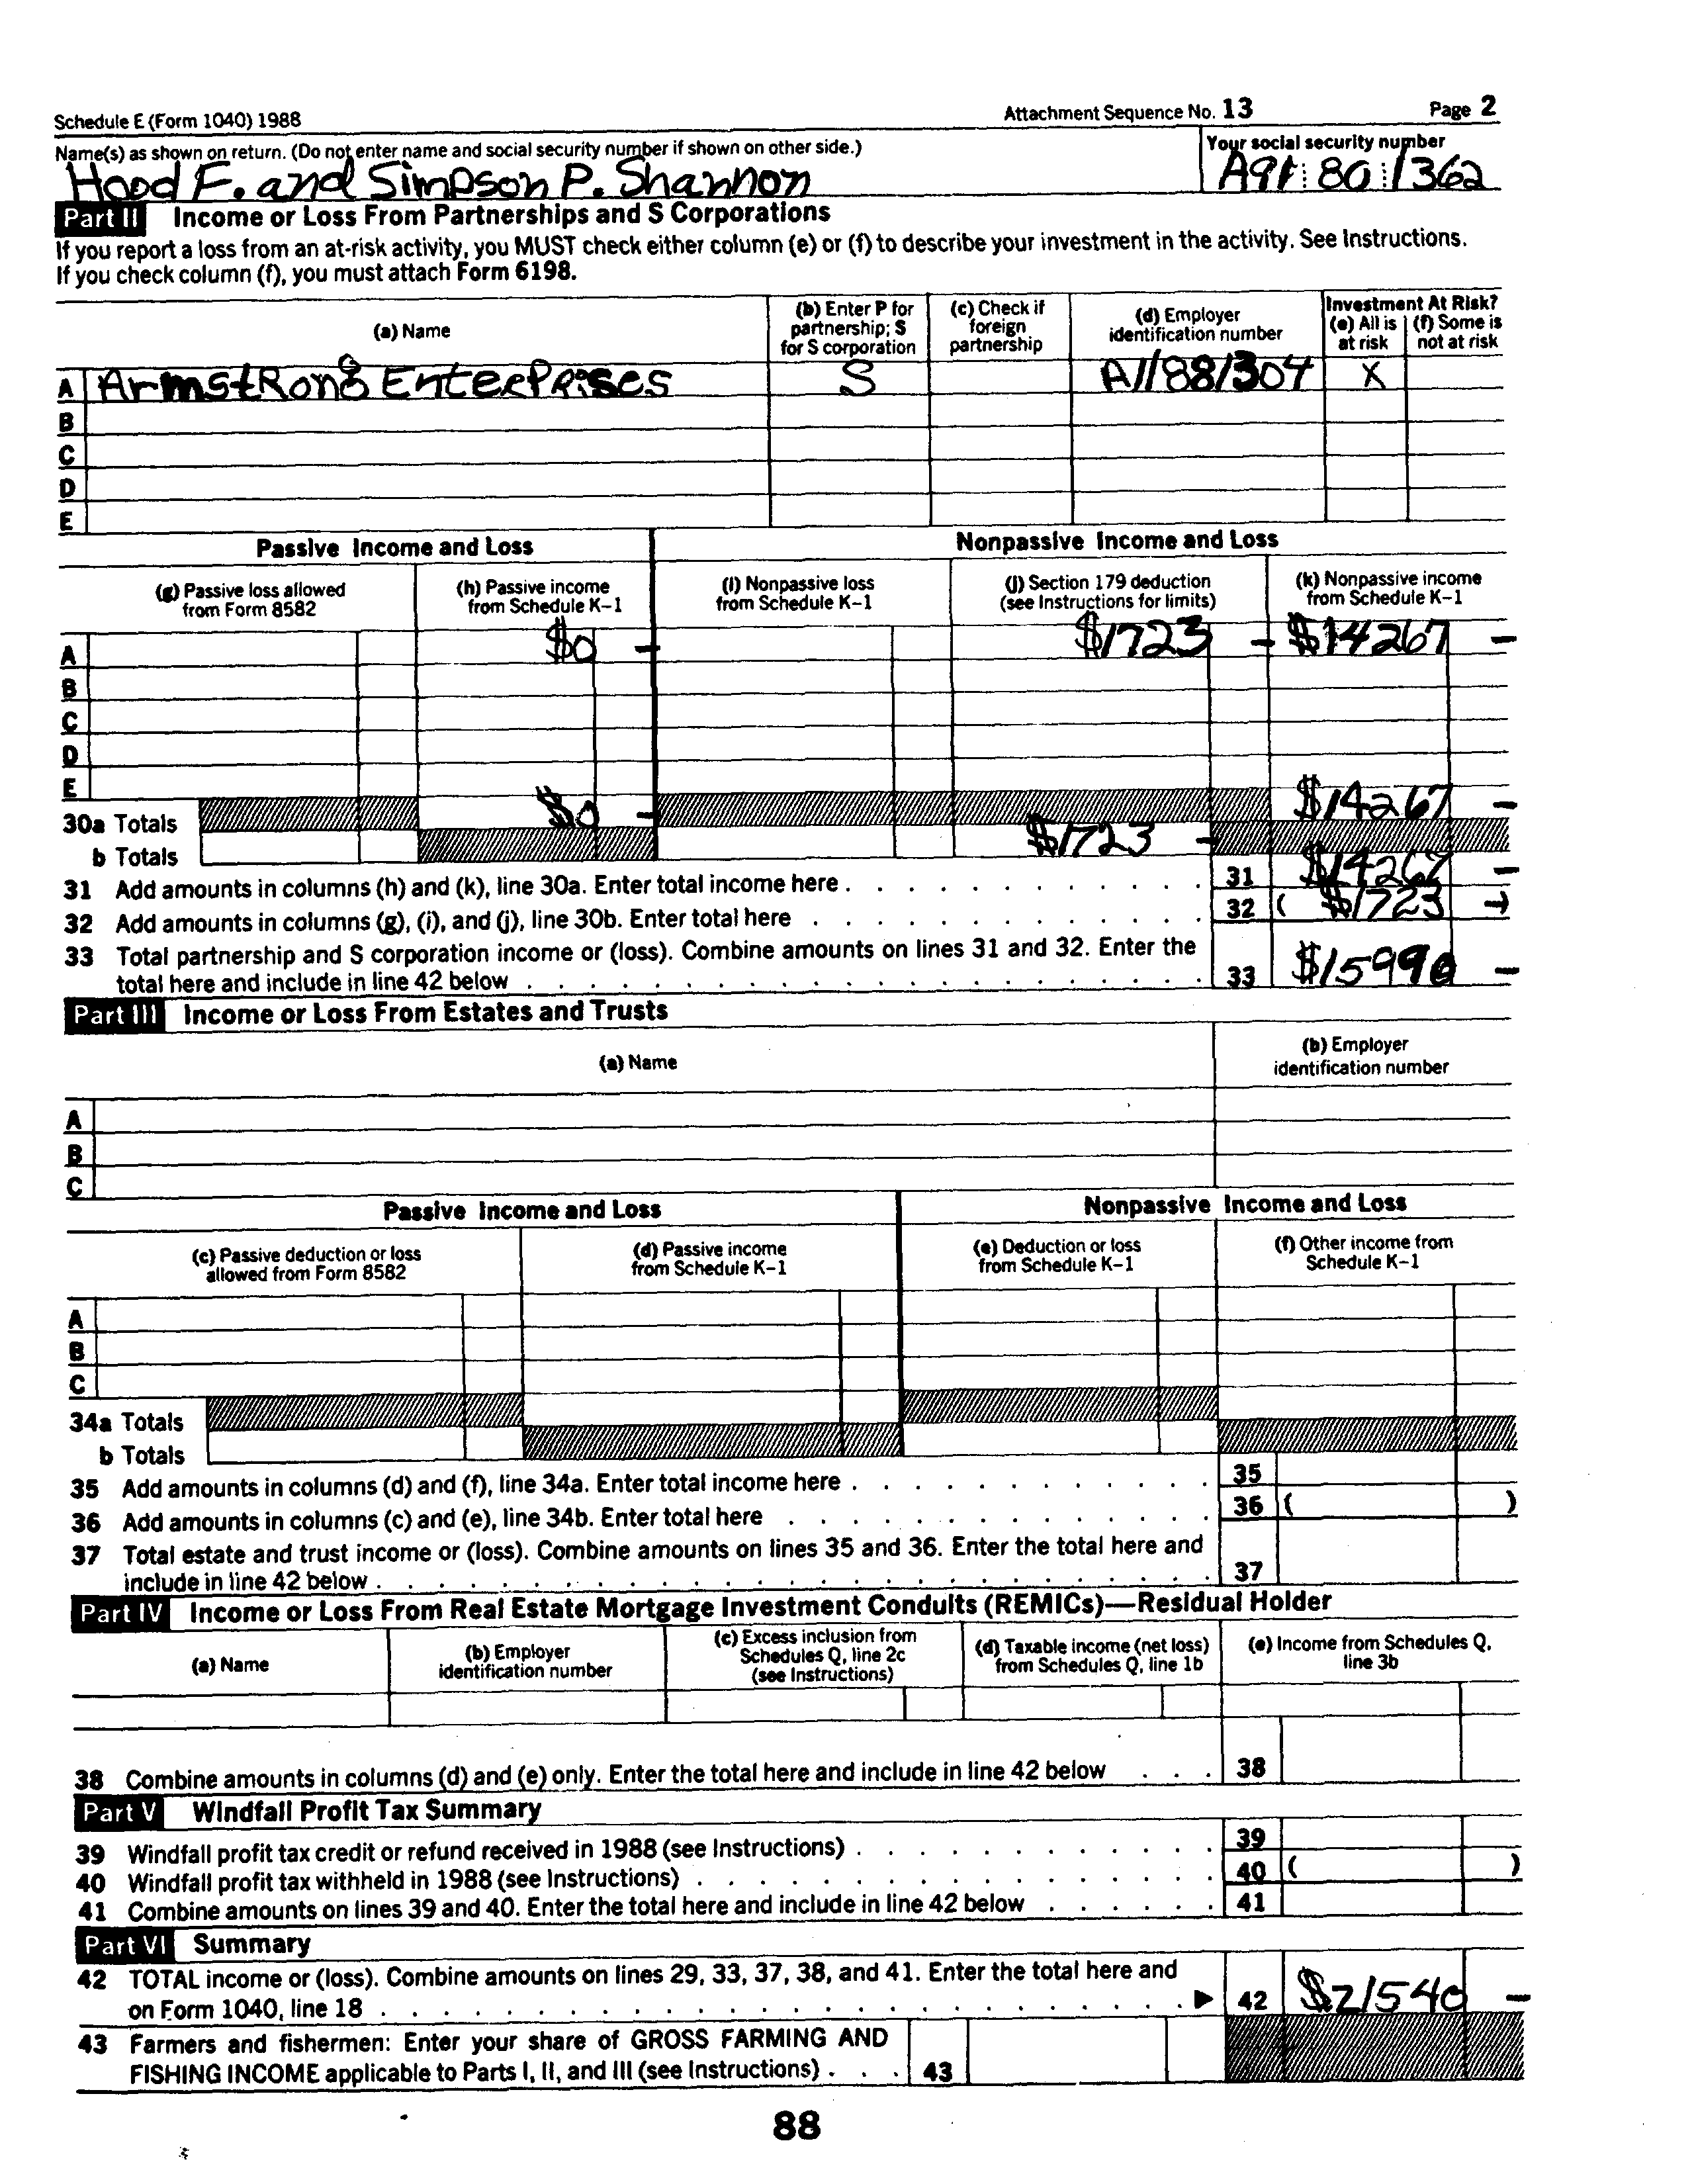 Schedule E (Form 1040) 1988 Attachment Sequence No. 13 Page 2
Name(s) as shown on return. (Do not enter name and social security number if shown on other side.) Your social security number
Hood F. and Simpson P. Shannon A91 80 1362
Part II Income or Loss From Partnerships and S Corporations
If you report a loss from an at-risk activity, you MUST check either column (e) or (f) to describe your investment in the activity. See Instructions.
If you check column (f), you must attach Form 6198.
(a) Name
(b) Enter P for partnership; S for S corporation
(c) Check if foreign partnership
(d) Employer identification number
Investment At Risk?
(e) All is at risk
(f) Some is not at risk
A Armstrong Enterprises S A11881304 X
B
C
D
E
Passive Income and Loss Nonpassive Income and Loss
(g) Passive loss allowed from Form 8582
(h) Passive income from Schedule K-1
(i) Nonpassive loss from Schedule K-1
(j) Section 179 deduction (see Instructions for limits)
(k) Nonpassive income from Schedule K-1
A $0 - $1723 - $14267 -
B
C
D
E
30a Totals $0 - $14267 -
b Totals $1723 -
31 Add amounts in columns (h) and (k), line 30a. Enter total income here 31 $14267 -
32 Add amounts in columns (g), (i), and (j), line 30b. Enter total here 32 ( $1723 -)
33 Total partnership and S corporation income or (loss). Combine amounts on lines 31 and 32. Enter the
total here and include in line 42 below 33 $15990 -
Part III Income or Loss From Estates and Trusts
(a) Name
(b) Employer identification number
A
B
C
Passive Income and Loss Nonpassive Income and Loss
(c) Passive deduction or loss allowed from Form 8582
(d) Passive income from Schedule K-1
(e) Deduction or loss from Schedule K-1
(f) Other income from Schedule K-1
A
B
C
34a Totals
b Totals
35 Add amounts in columns (d) and (f), line 34a. Enter total income here 35
36 Add amounts in columns (c) and (e), line 34b. Enter total here 36 ( )
37 Total estate and trust income or (loss). Combine amounts on lines 35 and 36. Enter the total here and
include in line 42 below 37
Part IV Income or Loss From Real Estate Mortgage Investment Conduits (REMICs)—Residual Holder
(a) Name
(b) Employer identification number
(c) Excess inclusion from Schedules Q, line 2c (see Instructions)
(d) Taxable income (net loss) from Schedules Q, line 1b
(e) Income from Schedules Q, line 3b
38 Combine amounts in columns (d) and (e) only. Enter the total here and include in line 42 below 38
Part V Windfall Profit Tax Summary
39 Windfall profit tax credit or refund received in 1988 (see Instructions) 39
40 Windfall profit tax withheld in 1988 (see Instructions) 40 ( )
41 Combine amounts on lines 39 and 40. Enter the total here and include in line 42 below 41
Part VI Summary
42 TOTAL income or (loss). Combine amounts on lines 29, 33, 37, 38, and 41. Enter the total here and
on Form 1040, line 18 ▶ 42 $21540 -
43 Farmers and fishermen: Enter your share of GROSS FARMING AND
FISHING INCOME applicable to Parts I, II, and III (see Instructions) 43
88